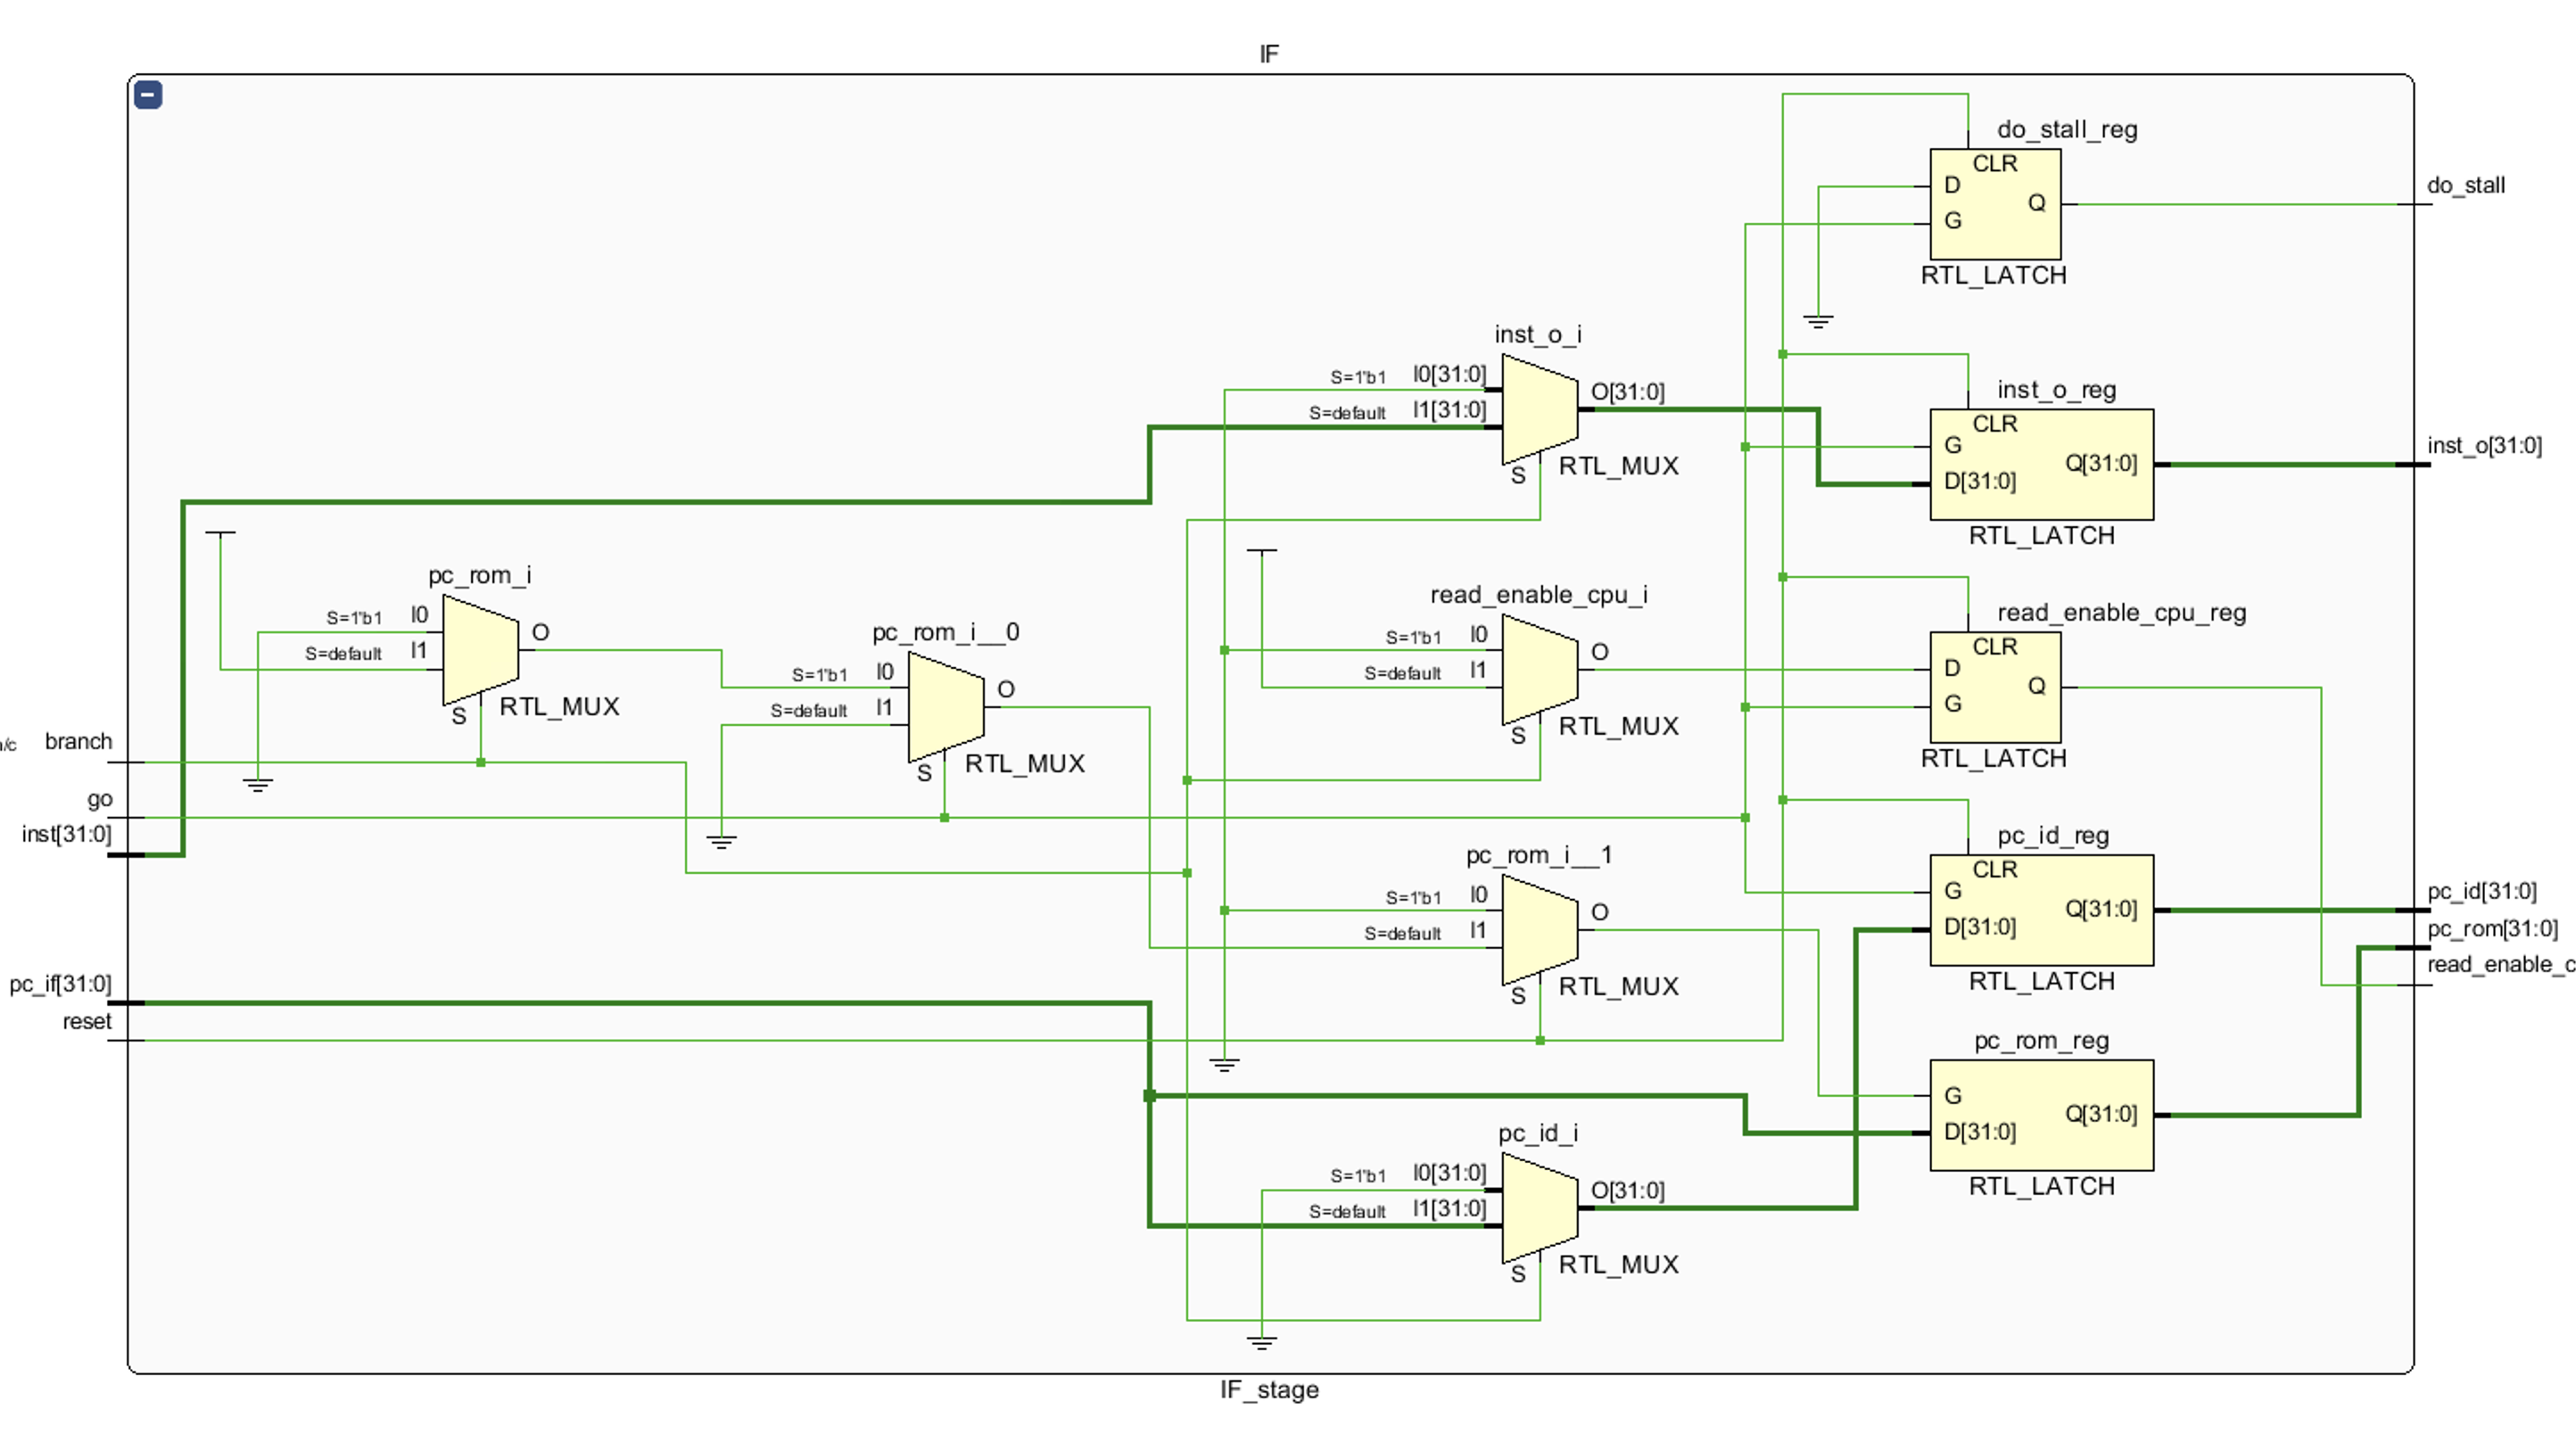 IF
do_stall_reg
CLR
D
G
Q
RTL_LATCH
do_stall
inst_o_i
S=1'b1 I0[31:0]
S=default I1[31:0]
O[31:0]
S
RTL_MUX
inst_o_reg
CLR
G
D[31:0]
Q[31:0]
RTL_LATCH
inst_o[31:0]
pc_rom_i
S=1'b1 I0
S=default I1
O
S
RTL_MUX
pc_rom_i__0
S=1'b1 I0
S=default I1
O
S
RTL_MUX
read_enable_cpu_i
S=1'b1 I0
S=default I1
O
S
RTL_MUX
read_enable_cpu_reg
CLR
D
G
Q
RTL_LATCH
a/c branch
go
inst[31:0]
pc_if[31:0]
reset
pc_rom_i__1
S=1'b1 I0
S=default I1
O
S
RTL_MUX
pc_id_reg
CLR
G
D[31:0]
Q[31:0]
RTL_LATCH
pc_id[31:0]
pc_rom[31:0]
read_enable_c
pc_rom_reg
G
D[31:0]
Q[31:0]
RTL_LATCH
pc_id_i
S=1'b1 I0[31:0]
S=default I1[31:0]
O[31:0]
S
RTL_MUX
IF_stage